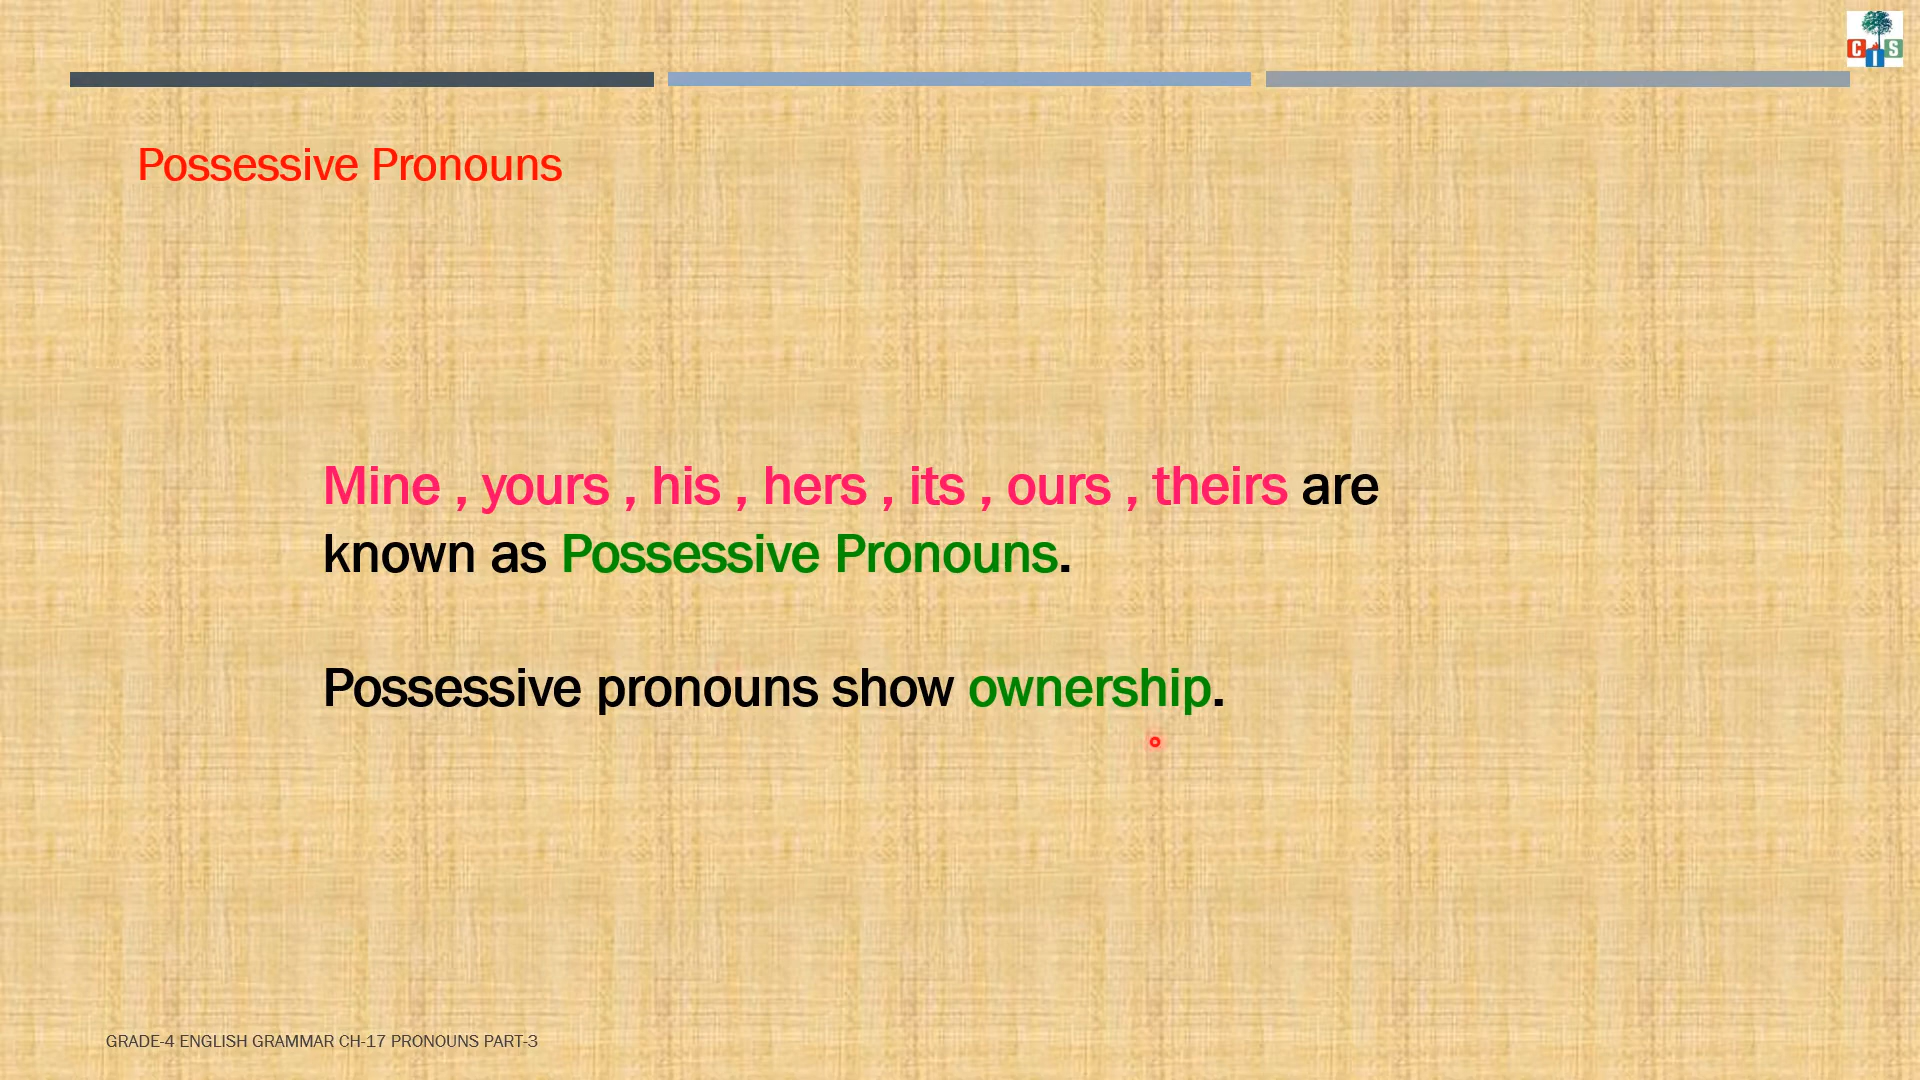 C I S
Possessive Pronouns
Mine , yours , his , hers , its , ours , theirs are
known as Possessive Pronouns.
Possessive pronouns show ownership.
GRADE-4 ENGLISH GRAMMAR CH-17 PRONOUNS PART-3